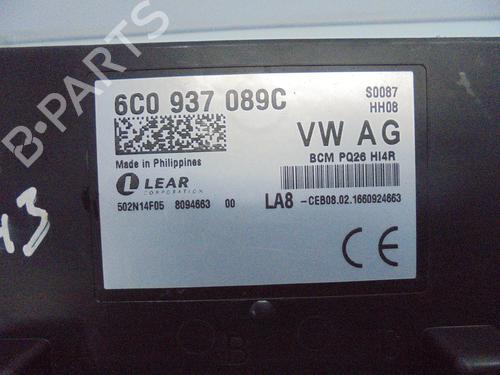 B-PARTS
6C0 937 089C
S0087
HH08
VW AG
Made in Philippines
BCM PQ26 HI4R
LEAR
CORPORATION
502N14F05 8094663 00
LA8 -CEB08.02.1660924663
CE
B